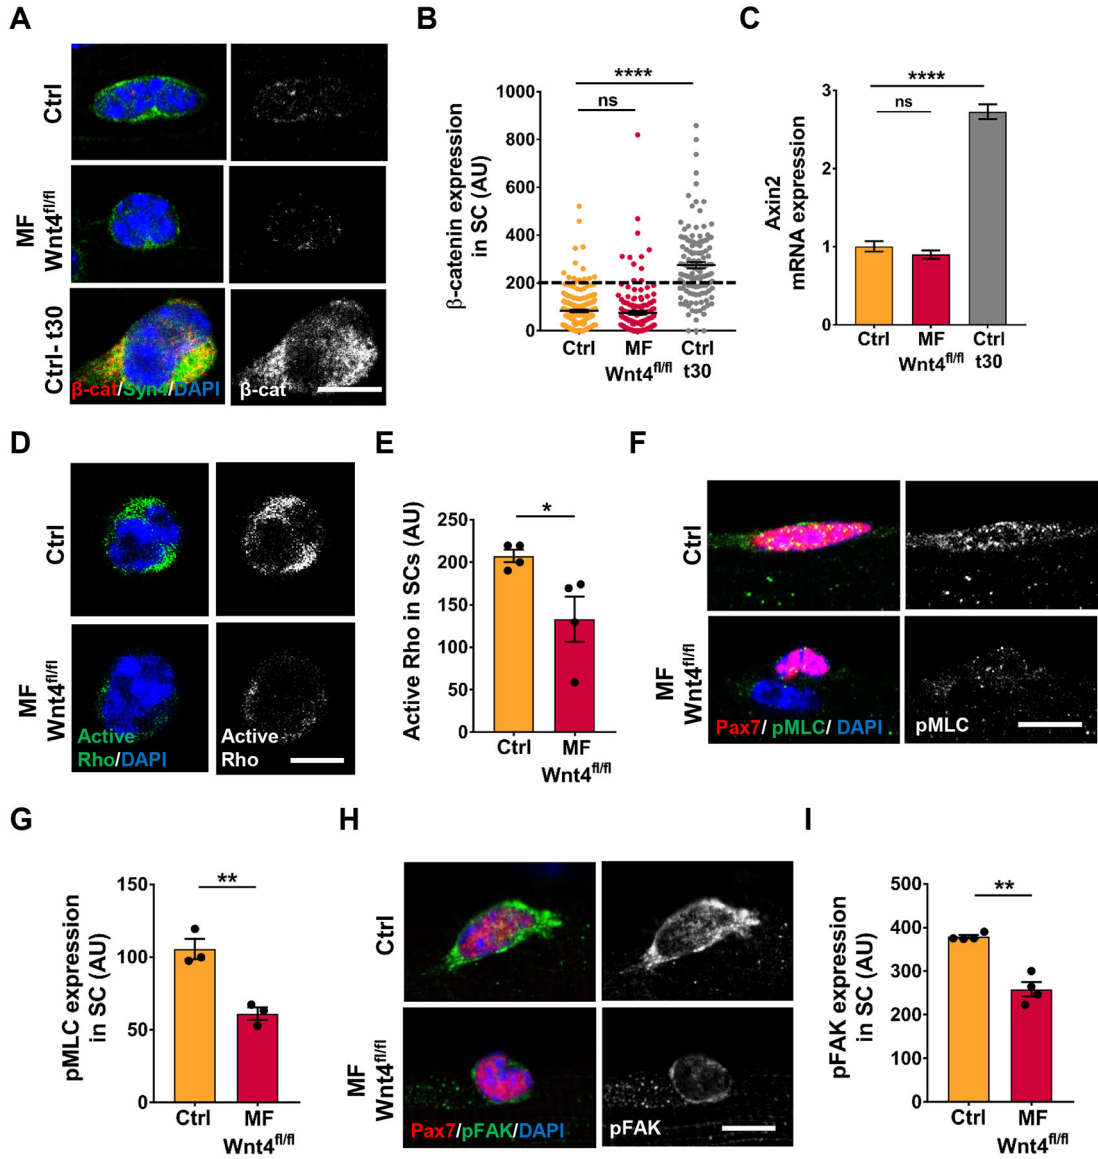 A
Ctrl
MF
Wnt4fl/fl
Ctrl- t30
β-cat/Syn4/DAPI
β-cat
B
β-catenin expression
in SC (AU)
1000
800
600
400
200
0
****
ns
Ctrl
MF
Wnt4fl/fl
Ctrl
t30
C
Axin2
mRNA expression
3
2
1
0
****
ns
Ctrl
MF
Wnt4fl/fl
Ctrl
t30
D
Ctrl
MF
Wnt4fl/fl
Active
Rho/DAPI
Active
Rho
E
Active Rho in SCs (AU)
250
200
150
100
50
0
*
Ctrl
MF
Wnt4fl/fl
F
Ctrl
MF
Wnt4fl/fl
Pax7/ pMLC/ DAPI
pMLC
G
pMLC expression
in SC (AU)
150
100
50
0
**
Ctrl
MF
Wnt4fl/fl
H
Ctrl
MF
Wnt4fl/fl
Pax7/pFAK/DAPI
pFAK
I
pFAK expression
in SC (AU)
500
400
300
200
100
0
**
Ctrl
MF
Wnt4fl/fl